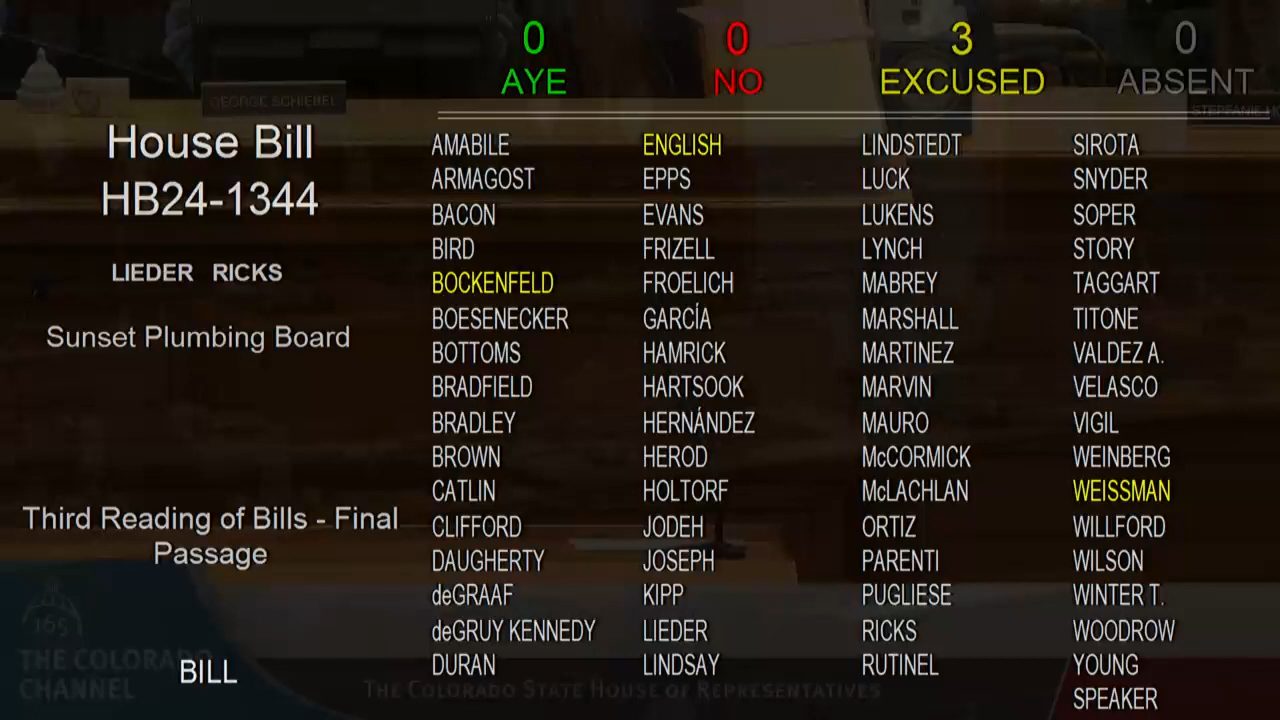 0 0 3 0
AYE NO EXCUSED ABSENT
GEORGE SCHIEBEL
House Bill
HB24-1344
LIEDER RICKS
Sunset Plumbing Board
Third Reading of Bills - Final
Passage
BILL
AMABILE ENGLISH LINDSTEDT SIROTA
ARMAGOST EPPS LUCK SNYDER
BACON EVANS LUKENS SOPER
BIRD FRIZELL LYNCH STORY
BOCKENFELD FROELICH MABREY TAGGART
BOESENECKER GARCÍA MARSHALL TITONE
BOTTOMS HAMRICK MARTINEZ VALDEZ A.
BRADFIELD HARTSOOK MARVIN VELASCO
BRADLEY HERNÁNDEZ MAURO VIGIL
BROWN HEROD McCORMICK WEINBERG
CATLIN HOLTORF McLACHLAN WEISSMAN
CLIFFORD JODEH ORTIZ WILLFORD
DAUGHERTY JOSEPH PARENTI WILSON
deGRAAF KIPP PUGLIESE WINTER T.
deGRUY KENNEDY LIEDER RICKS WOODROW
DURAN LINDSAY RUTINEL YOUNG
SPEAKER
165
THE COLORADO
CHANNEL
THE COLORADO STATE HOUSE OF REPRESENTATIVES